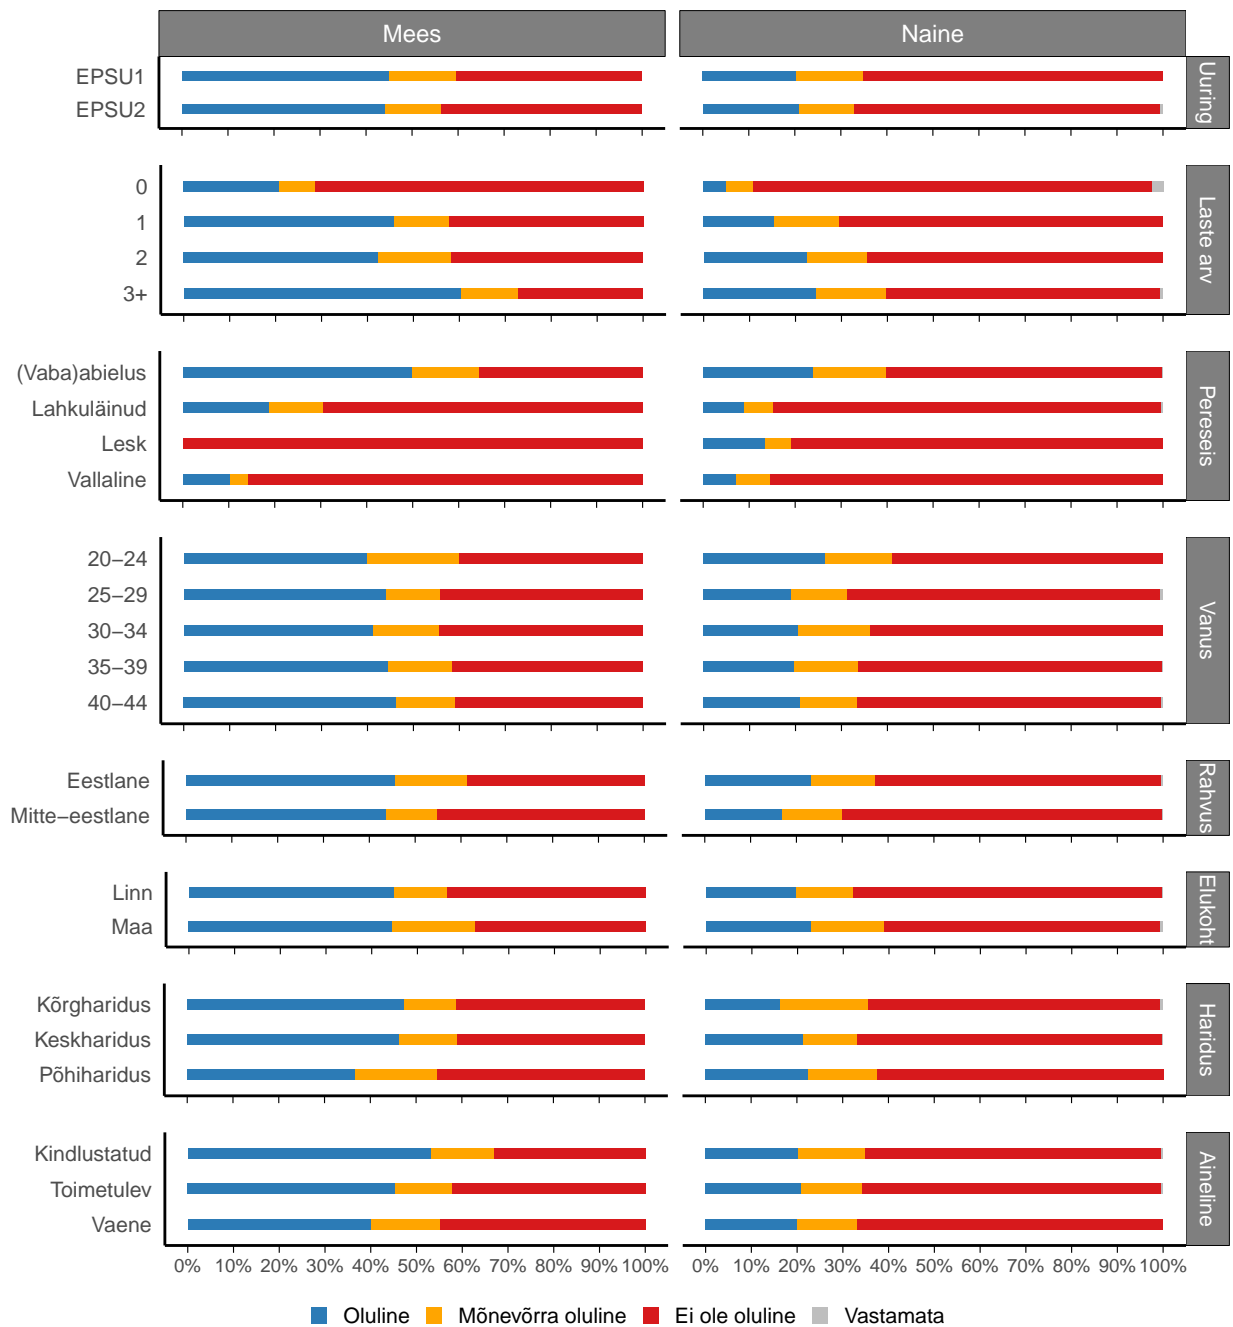 Mees
Naine
EPSU1
EPSU2
Uuring
0
1
2
3+
Laste arv
(Vaba)abielus
Lahkuläinud
Lesk
Vallaline
Pereseis
20−24
25−29
30−34
35−39
40−44
Vanus
Eestlane
Mitte−eestlane
Rahvus
Linn
Maa
Elukoht
Kõrgharidus
Keskharidus
Põhiharidus
Haridus
Kindlustatud
Toimetulev
Vaene
Aineline
0% 10% 20% 30% 40% 50% 60% 70% 80% 90% 100%
0% 10% 20% 30% 40% 50% 60% 70% 80% 90% 100%
Oluline Mõnevõrra oluline Ei ole oluline Vastamata